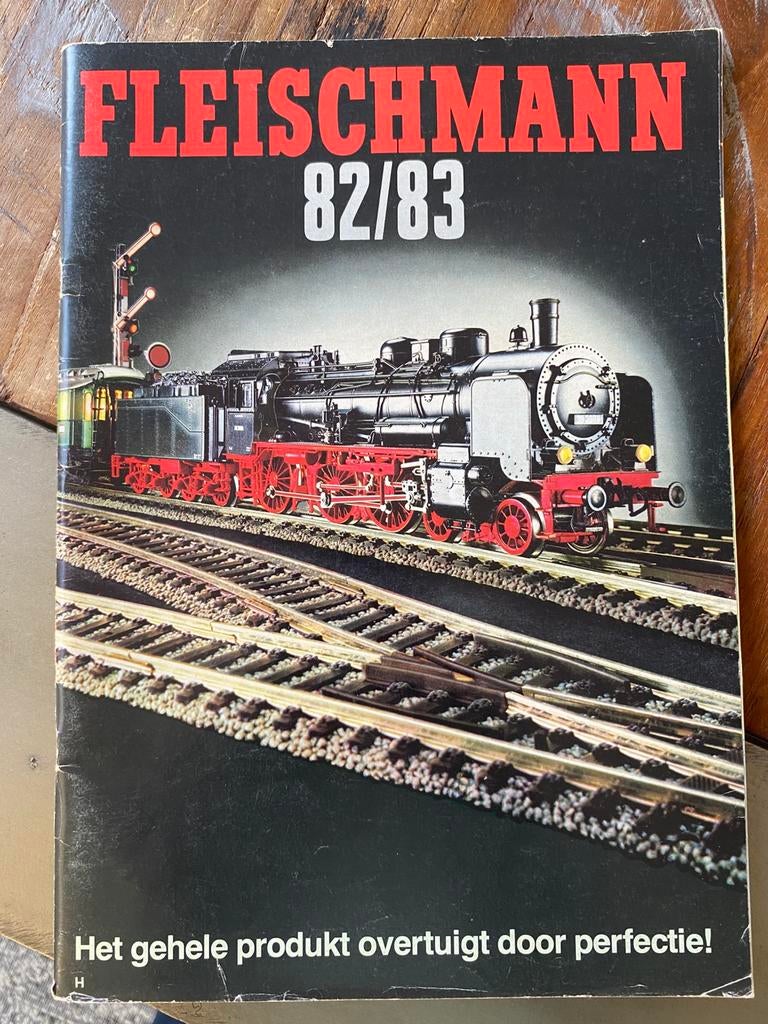 FLEISCHMANN
82/83
Het gehele produkt overtuigt door perfectie!
H